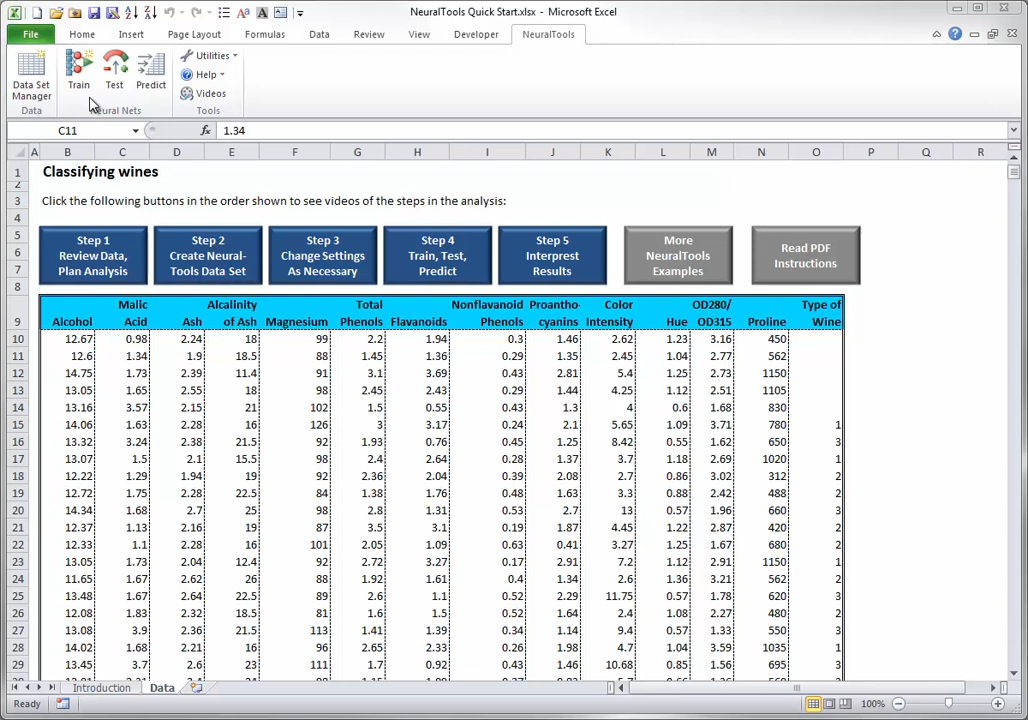 NeuralTools Quick Start.xlsx - Microsoft Excel
File Home Insert Page Layout Formulas Data Review View Developer NeuralTools
Data Set Manager
Train Test Predict
Utilities
Help
Videos
Data
Neural Nets
Tools
C11 fx 1.34
A B C D E F G H I J K L M N O P Q R
1 Classifying wines
2
3 Click the following buttons in the order shown to see videos of the steps in the analysis:
4
5
6
7
8
Step 1 Review Data, Plan Analysis
Step 2 Create Neural-Tools Data Set
Step 3 Change Settings As Necessary
Step 4 Train, Test, Predict
Step 5 Interprest Results
More NeuralTools Examples
Read PDF Instructions
9 Alcohol Malic Acid Ash Alcalinity of Ash Magnesium Total Phenols Flavanoids Nonflavanoid Phenols Proantho-cyanins Color Intensity Hue OD280/ OD315 Proline Type of Wine
10 12.67 0.98 2.24 18 99 2.2 1.94 0.3 1.46 2.62 1.23 3.16 450
11 12.6 1.34 1.9 18.5 88 1.45 1.36 0.29 1.35 2.45 1.04 2.77 562
12 14.75 1.73 2.39 11.4 91 3.1 3.69 0.43 2.81 5.4 1.25 2.73 1150
13 13.05 1.65 2.55 18 98 2.45 2.43 0.29 1.44 4.25 1.12 2.51 1105
14 13.16 3.57 2.15 21 102 1.5 0.55 0.43 1.3 4 0.6 1.68 830
15 14.06 1.63 2.28 16 126 3 3.17 0.24 2.1 5.65 1.09 3.71 780 1
16 13.32 3.24 2.38 21.5 92 1.93 0.76 0.45 1.25 8.42 0.55 1.62 650 3
17 13.07 1.5 2.1 15.5 98 2.4 2.64 0.28 1.37 3.7 1.18 2.69 1020 1
18 12.22 1.29 1.94 19 92 2.36 2.04 0.39 2.08 2.7 0.86 3.02 312 2
19 12.72 1.75 2.28 22.5 84 1.38 1.76 0.48 1.63 3.3 0.88 2.42 488 2
20 14.34 1.68 2.7 25 98 2.8 1.31 0.53 2.7 13 0.57 1.96 660 3
21 12.37 1.13 2.16 19 87 3.5 3.1 0.19 1.87 4.45 1.22 2.87 420 2
22 12.33 1.1 2.28 16 101 2.05 1.09 0.63 0.41 3.27 1.25 1.67 680 2
23 13.05 1.73 2.04 12.4 92 2.72 3.27 0.17 2.91 7.2 1.12 2.91 1150 1
24 11.65 1.67 2.62 26 88 1.92 1.61 0.4 1.34 2.6 1.36 3.21 562 2
25 13.48 1.67 2.64 22.5 89 2.6 1.1 0.52 2.29 11.75 0.57 1.78 620 3
26 12.08 1.83 2.32 18.5 81 1.6 1.5 0.52 1.64 2.4 1.08 2.27 480 2
27 13.08 3.9 2.36 21.5 113 1.41 1.39 0.34 1.14 9.4 0.57 1.33 550 3
28 14.02 1.68 2.21 16 96 2.65 2.33 0.26 1.98 4.7 1.04 3.59 1035 1
29 13.45 3.7 2.6 23 111 1.7 0.92 0.43 1.46 10.68 0.85 1.56 695 3
Introduction Data
Ready 100%